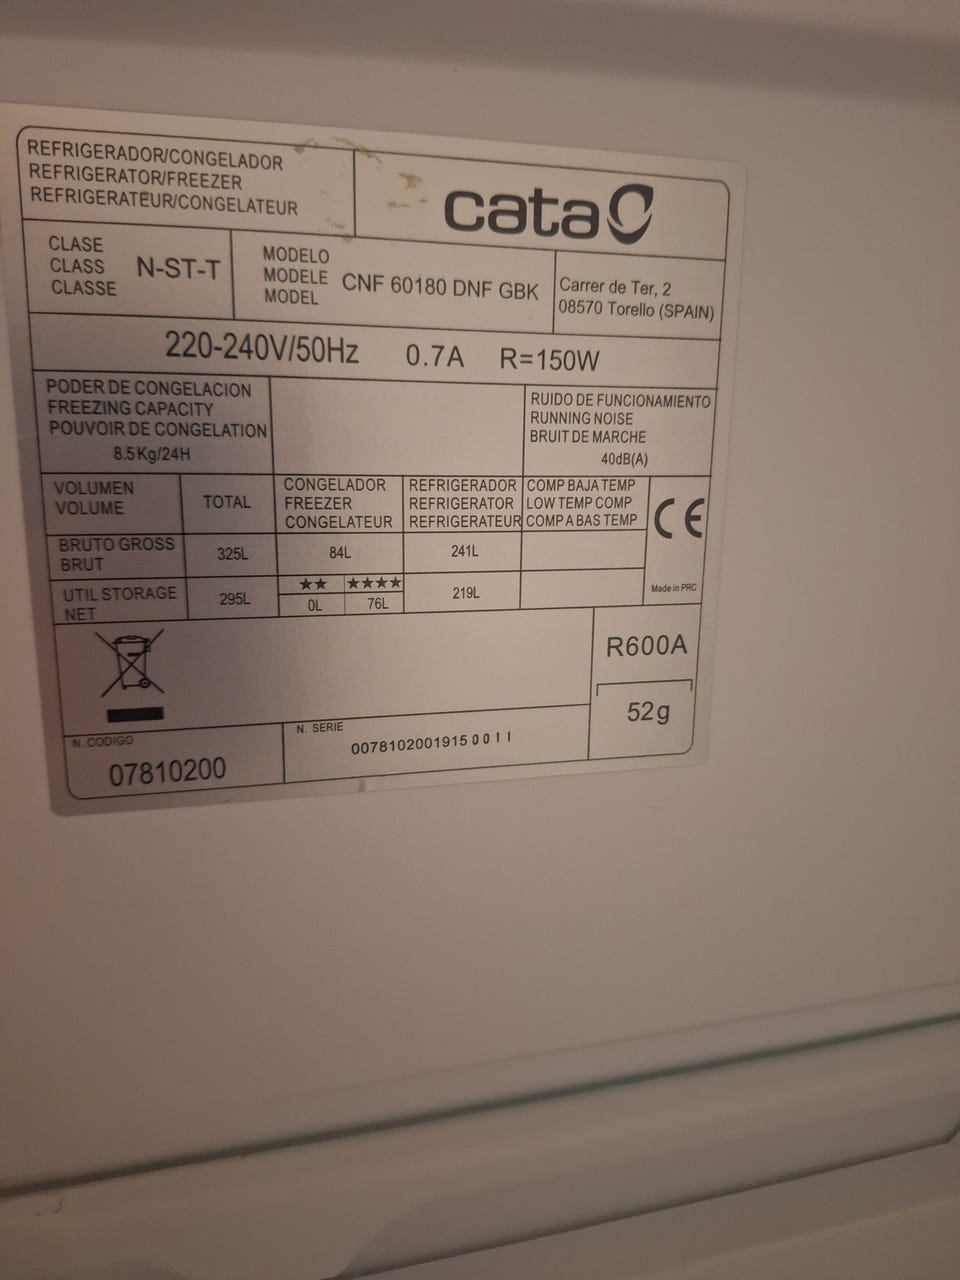 REFRIGERADOR/CONGELADOR
REFRIGERATOR/FREEZER
REFRIGERATEUR/CONGELATEUR
cata
CLASE
CLASS
CLASSE
N-ST-T
MODELO
MODELE
MODEL
CNF 60180 DNF GBK
Carrer de Ter, 2
08570 Torello (SPAIN)
220-240V/50Hz 0.7A R=150W
PODER DE CONGELACION
FREEZING CAPACITY
POUVOIR DE CONGELATION
8.5Kg/24H
RUIDO DE FUNCIONAMIENTO
RUNNING NOISE
BRUIT DE MARCHE
40dB(A)
VOLUMEN
VOLUME
TOTAL
CONGELADOR
FREEZER
CONGELATEUR
REFRIGERADOR
REFRIGERATOR
REFRIGERATEUR
COMP BAJA TEMP
LOW TEMP COMP
COMP A BAS TEMP
CE
BRUTO GROSS
BRUT
325L
84L
241L
UTIL STORAGE
NET
295L
★★ ★★★★
0L 76L
219L
Made in PRC
R600A
52g
N. CODIGO
07810200
N. SERIE
0078102001915 0011